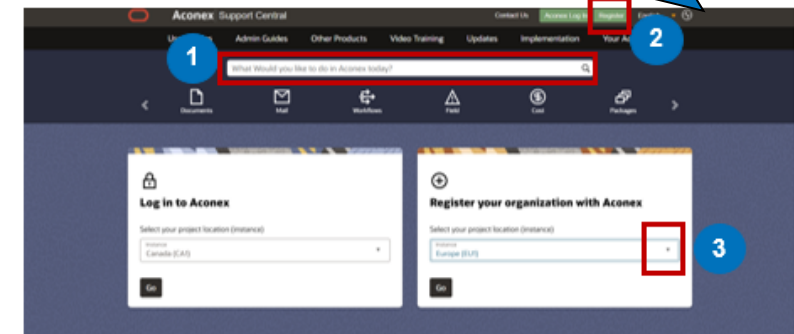 Aconex Support Central
Contact Us
Aconex Log In
Register
Admin Guides
Other Products
Video Training
Updates
Implementation
1
2
What Would you like to do in Aconex today?
Documents
Mail
Workflows
Field
Cost
Packages
Log in to Aconex
Select your project location (instance)
Instance
Canada (CA1)
Go
Register your organization with Aconex
Select your project location (instance)
Instance
Europe (EU1)
3
Go